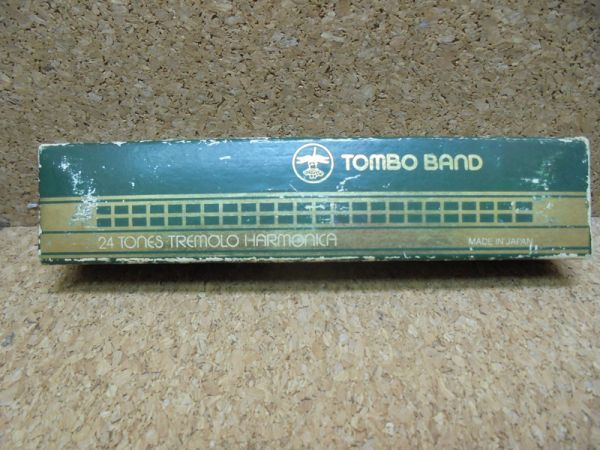 TOMBO BAND
24 TONES TREMOLO HARMONICA
MADE IN JAPAN